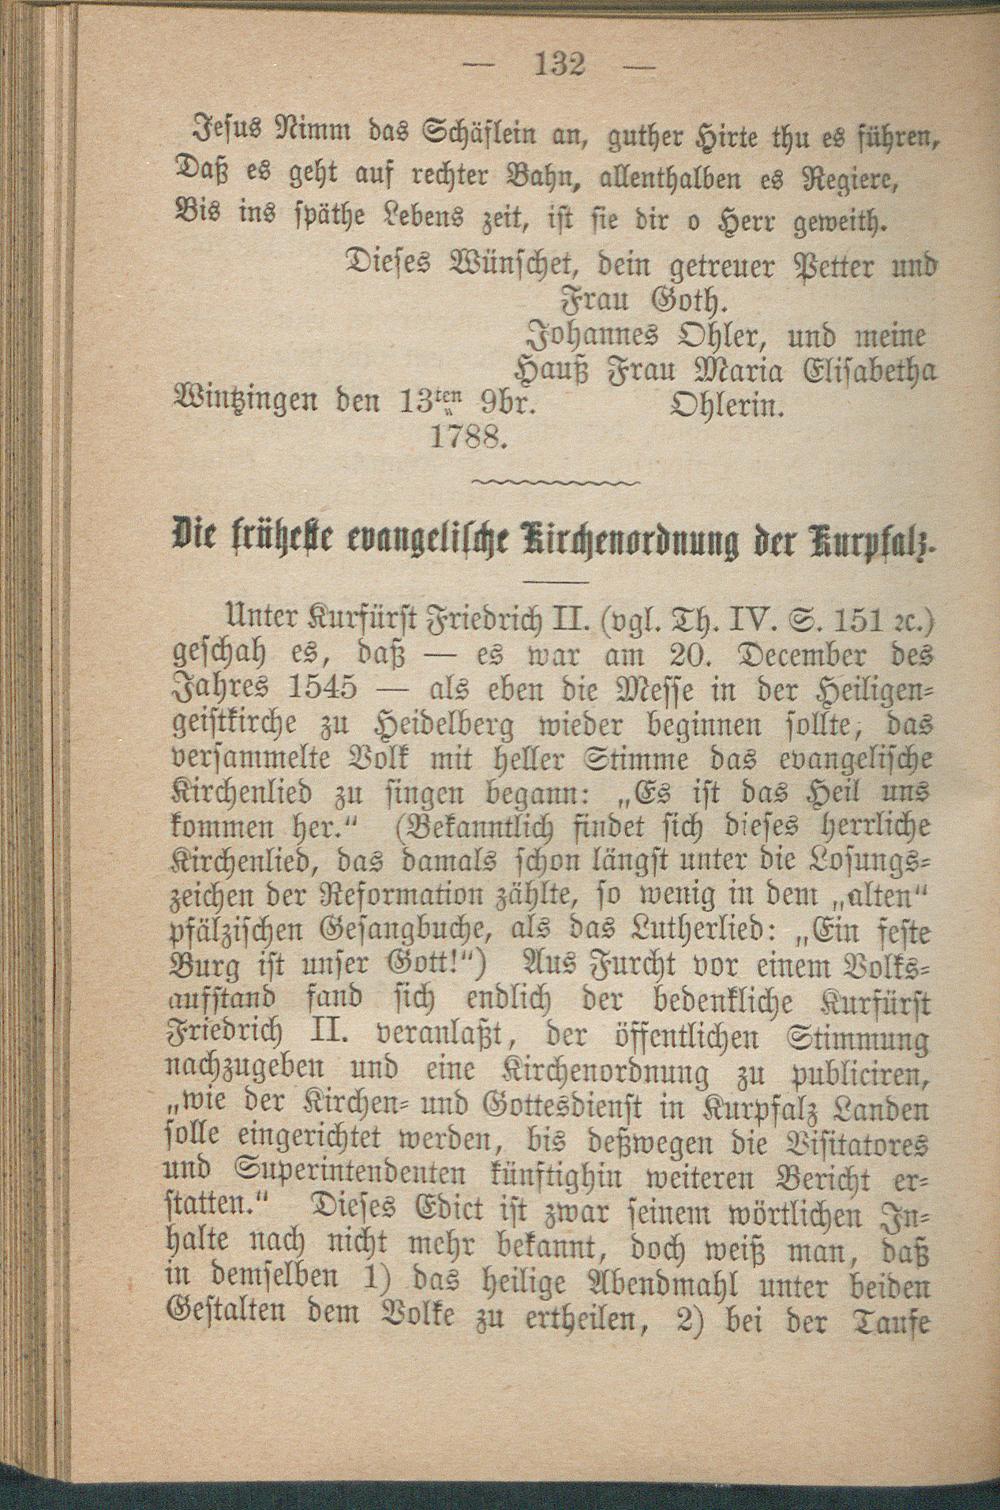 — 132 —
Jesus Nimm das Schäflein an, guther Hirte thu es führen,
Daß es geht auf rechter Bahn, allenthalben es Regiere,
Bis ins späthe Lebens zeit, ist sie dir o Herr geweith.
Dieses Wünschet, dein getreuer Petter und
Frau Goth.
Johannes Ohler, und meine
Hauß Frau Maria Elisabetha
Wintzingen den 13ten 9br. Ohlerin.
1788.
Die früheste evangelische Kirchenordnung der Kurpfalz.
Unter Kurfürst Friedrich II. (vgl. Th. IV. S. 151 ꝛc.)
geschah es, daß — es war am 20. December des
Jahres 1545 — als eben die Messe in der Heiligen-
geistkirche zu Heidelberg wieder beginnen sollte, das
versammelte Volk mit heller Stimme das evangelische
Kirchenlied zu singen begann: „Es ist das Heil uns
kommen her.“ (Bekanntlich findet sich dieses herrliche
Kirchenlied, das damals schon längst unter die Losungs-
zeichen der Reformation zählte, so wenig in dem „alten“
pfälzischen Gesangbuche, als das Lutherlied: „Ein feste
Burg ist unser Gott!“) Aus Furcht vor einem Volks-
aufstand fand sich endlich der bedenkliche Kurfürst
Friedrich II. veranlaßt, der öffentlichen Stimmung
nachzugeben und eine Kirchenordnung zu publiciren,
„wie der Kirchen- und Gottesdienst in Kurpfalz Landen
solle eingerichtet werden, bis deßwegen die Visitatores
und Superintendenten künftighin weiteren Bericht er-
statten.“ Dieses Edict ist zwar seinem wörtlichen In-
halte nach nicht mehr bekannt, doch weiß man, daß
in demselben 1) das heilige Abendmahl unter beiden
Gestalten dem Volke zu ertheilen, 2) bei der Taufe